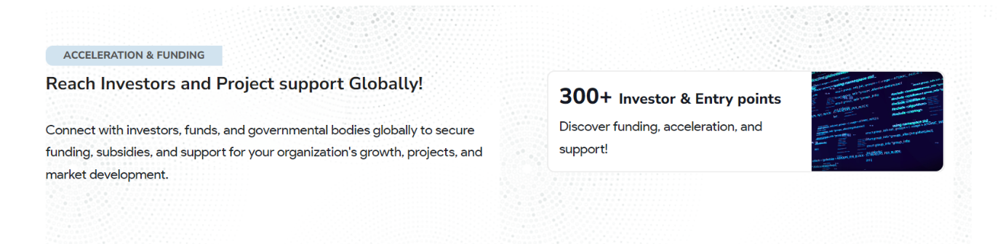 ACCELERATION & FUNDING
Reach Investors and Project support Globally!
Connect with investors, funds, and governmental bodies globally to secure
funding, subsidies, and support for your organization's growth, projects, and
market development.
300+ Investor & Entry points
Discover funding, acceleration, and
support!